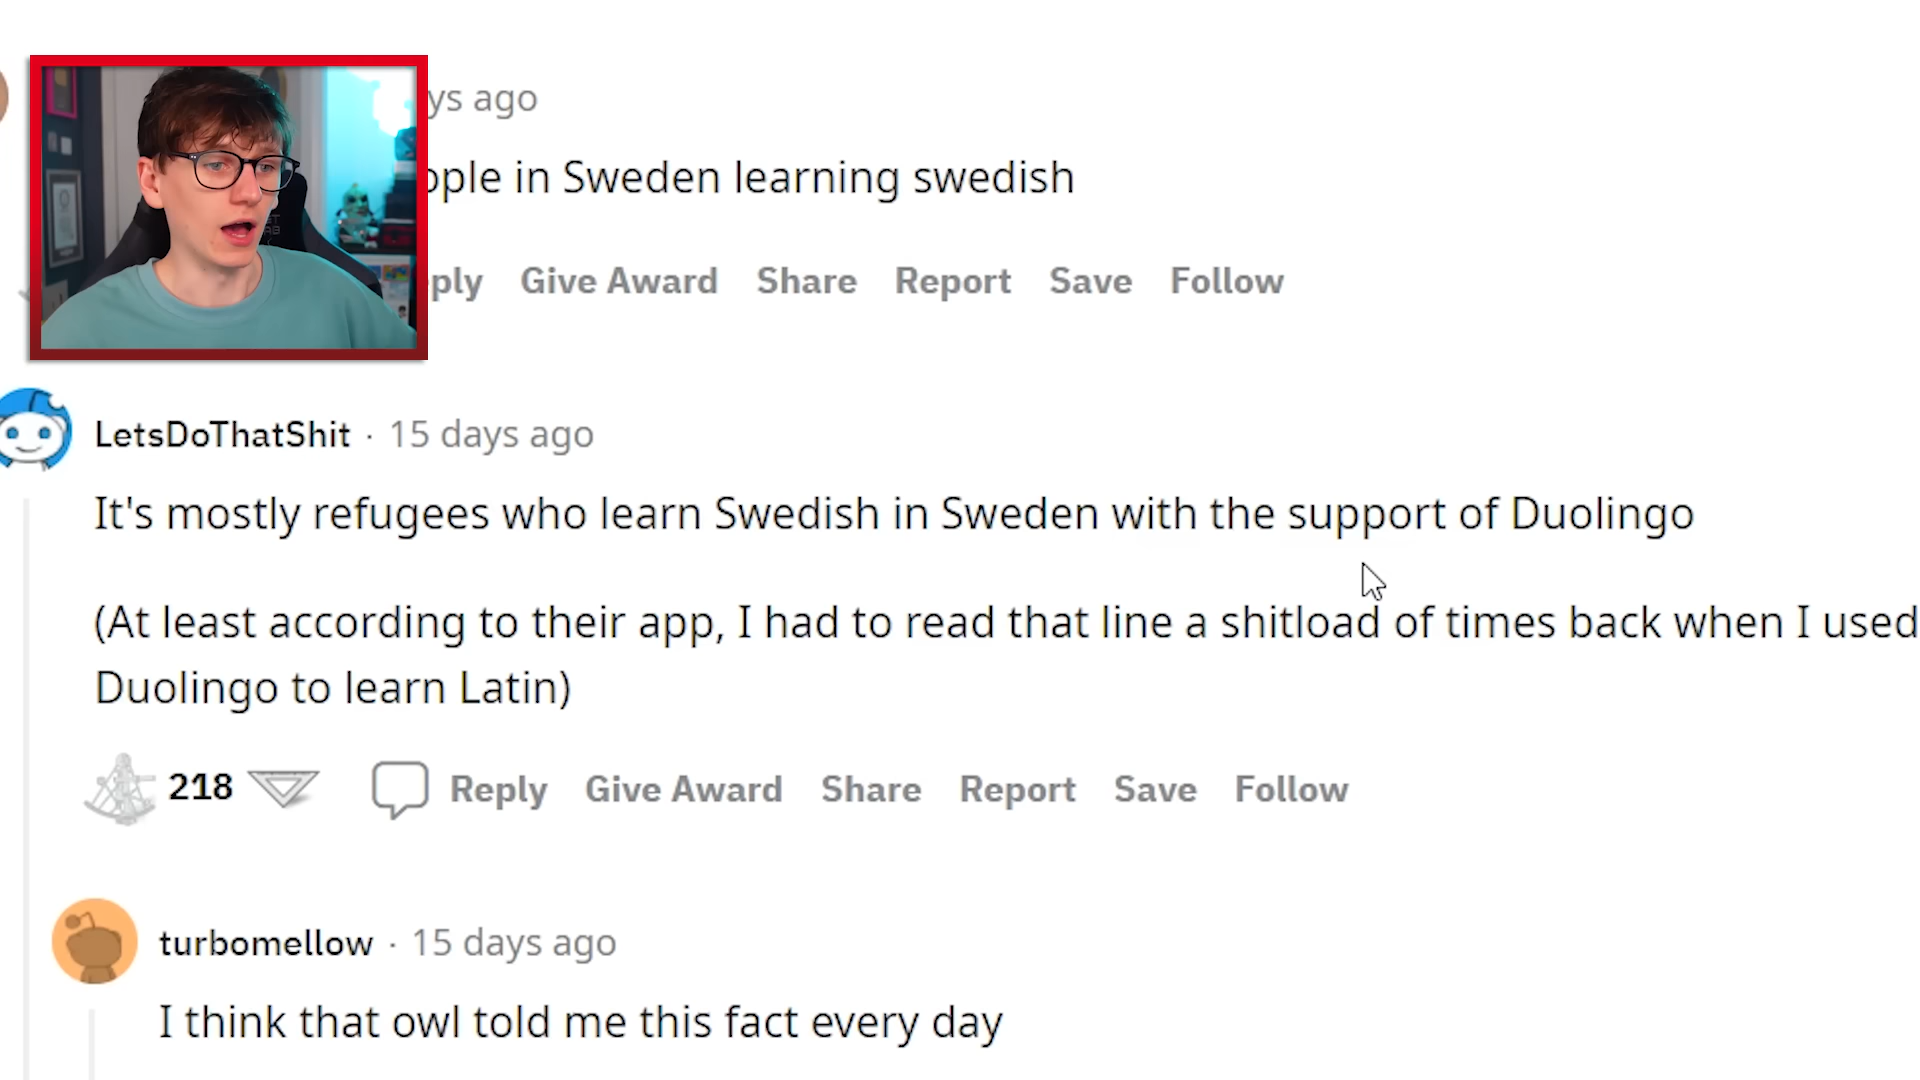 ys ago
ople in Sweden learning swedish
ply Give Award Share Report Save Follow
LetsDoThatShit · 15 days ago
It's mostly refugees who learn Swedish in Sweden with the support of Duolingo
(At least according to their app, I had to read that line a shitload of times back when I used
Duolingo to learn Latin)
218 Reply Give Award Share Report Save Follow
turbomellow · 15 days ago
I think that owl told me this fact every day